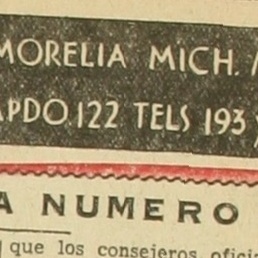 MORELIA MICH.
APDO.122 TELS 193
A NUMERO
que los consejeros